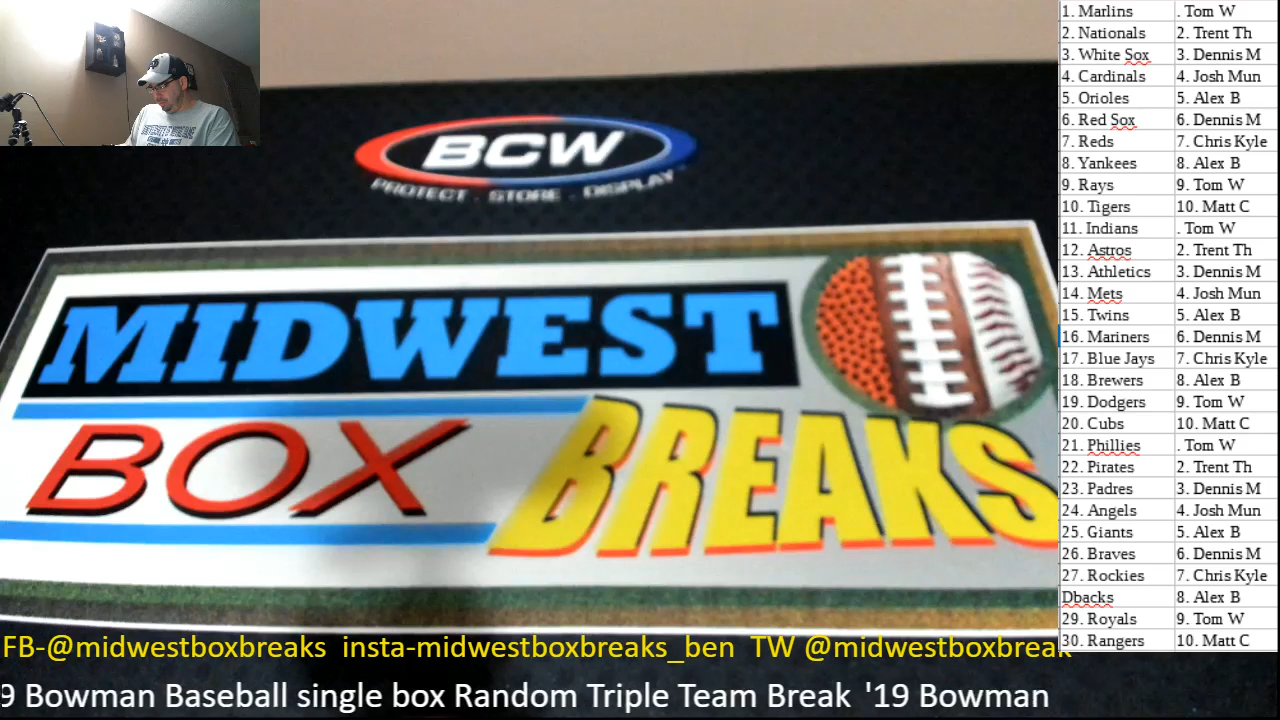 BCW
PROTECT . STORE . DISPLAY
MIDWEST
BOX BREAKS
1. Marlins . Tom W
2. Nationals 2. Trent Th
3. White Sox 3. Dennis M
4. Cardinals 4. Josh Mun
5. Orioles 5. Alex B
6. Red Sox 6. Dennis M
7. Reds 7. Chris Kyle
8. Yankees 8. Alex B
9. Rays 9. Tom W
10. Tigers 10. Matt C
11. Indians . Tom W
12. Astros 2. Trent Th
13. Athletics 3. Dennis M
14. Mets 4. Josh Mun
15. Twins 5. Alex B
16. Mariners 6. Dennis M
17. Blue Jays 7. Chris Kyle
18. Brewers 8. Alex B
19. Dodgers 9. Tom W
20. Cubs 10. Matt C
21. Phillies . Tom W
22. Pirates 2. Trent Th
23. Padres 3. Dennis M
24. Angels 4. Josh Mun
25. Giants 5. Alex B
26. Braves 6. Dennis M
27. Rockies 7. Chris Kyle
Dbacks 8. Alex B
29. Royals 9. Tom W
30. Rangers 10. Matt C
FB-@midwestboxbreaks insta-midwestboxbreaks_ben TW @midwestboxbreak
9 Bowman Baseball single box Random Triple Team Break '19 Bowman